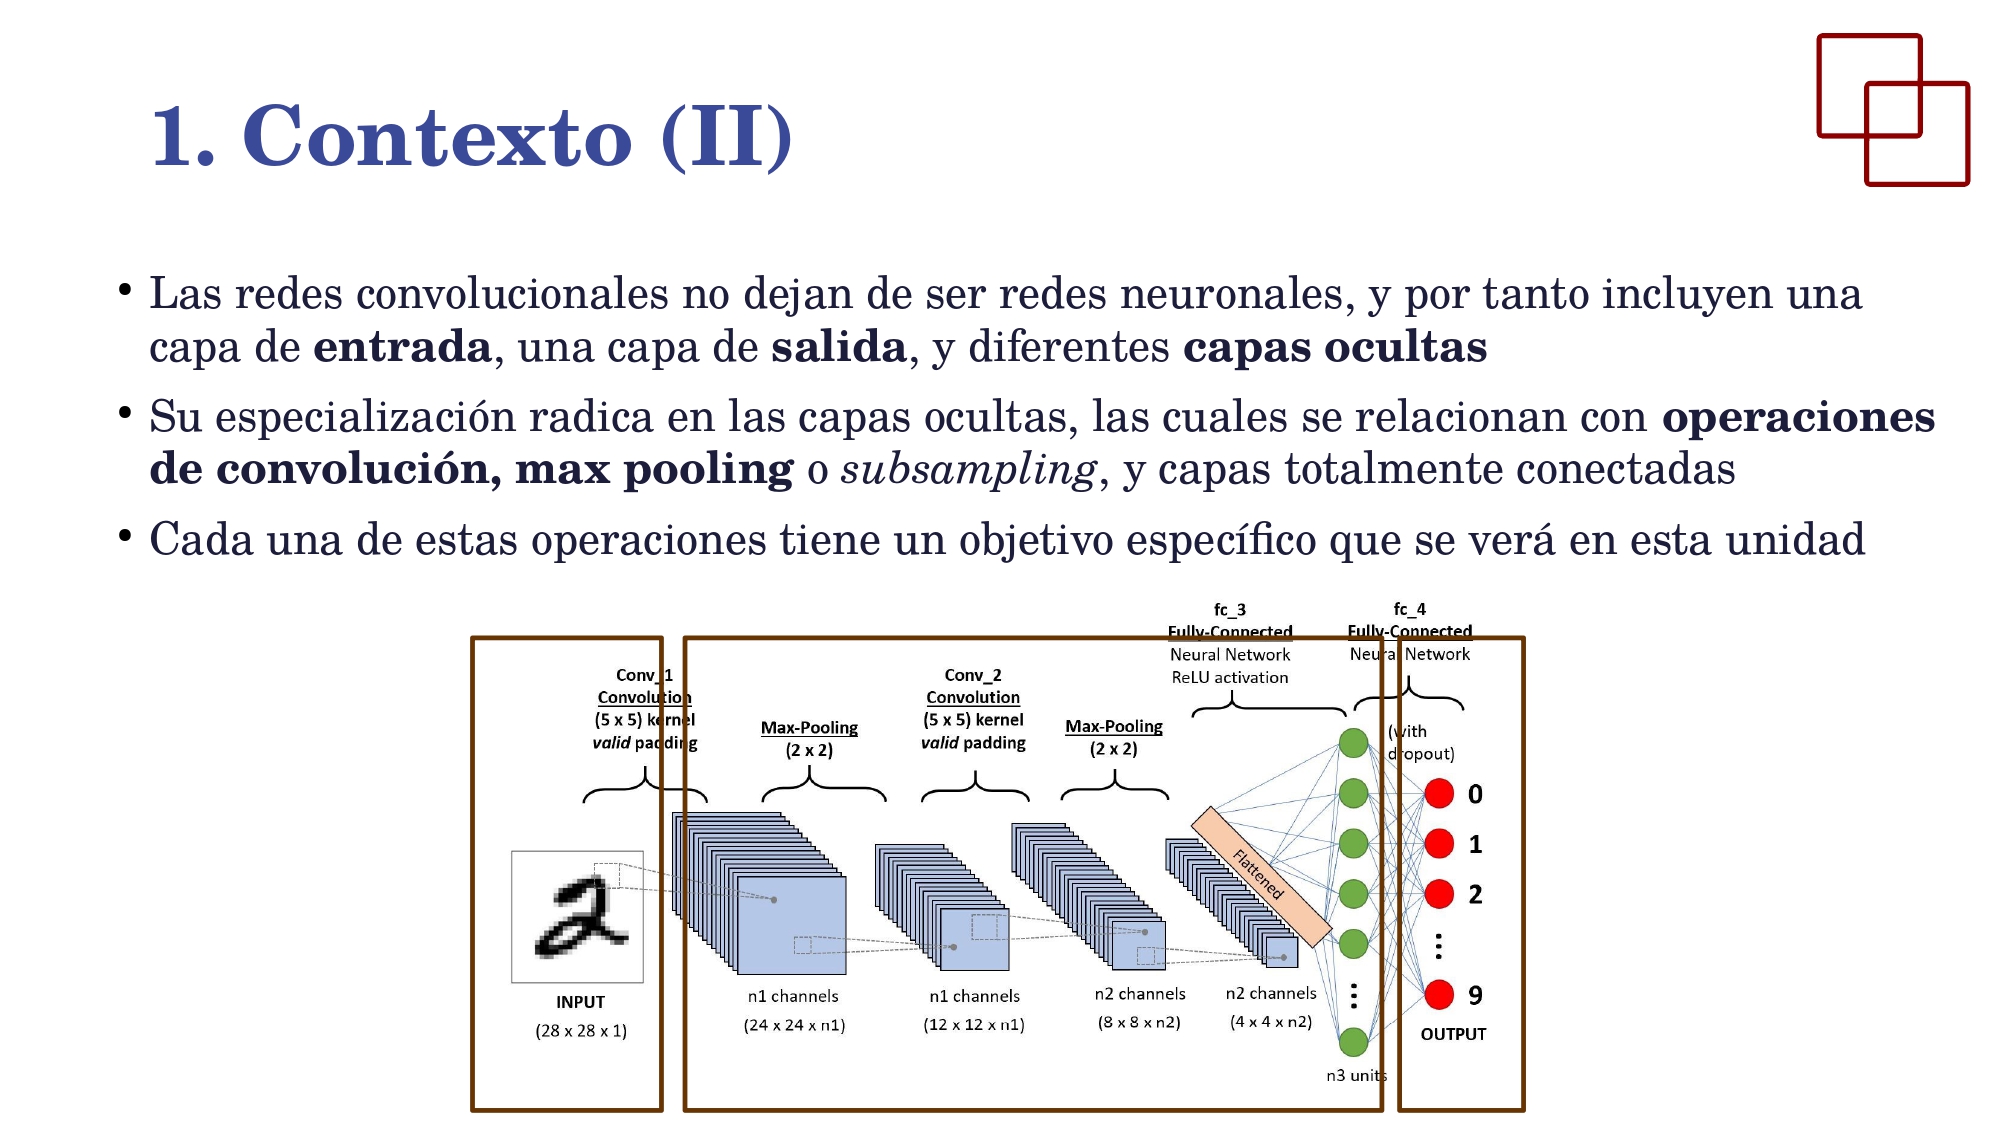 1. Contexto (II)
• Las redes convolucionales no dejan de ser redes neuronales, y por tanto incluyen una
capa de entrada, una capa de salida, y diferentes capas ocultas
• Su especialización radica en las capas ocultas, las cuales se relacionan con operaciones
de convolución, max pooling o subsampling, y capas totalmente conectadas
• Cada una de estas operaciones tiene un objetivo específico que se verá en esta unidad
Conv_1
Convolution
(5 x 5) kernel
valid padding
Max-Pooling
(2 x 2)
Conv_2
Convolution
(5 x 5) kernel
valid padding
Max-Pooling
(2 x 2)
fc_3
Fully-Connected
Neural Network
ReLU activation
fc_4
Fully-Connected
Neural Network
(with
dropout)
Flattened
0
1
2
⋮
9
⋮
INPUT
(28 x 28 x 1)
n1 channels
(24 x 24 x n1)
n1 channels
(12 x 12 x n1)
n2 channels
(8 x 8 x n2)
n2 channels
(4 x 4 x n2)
n3 units
OUTPUT